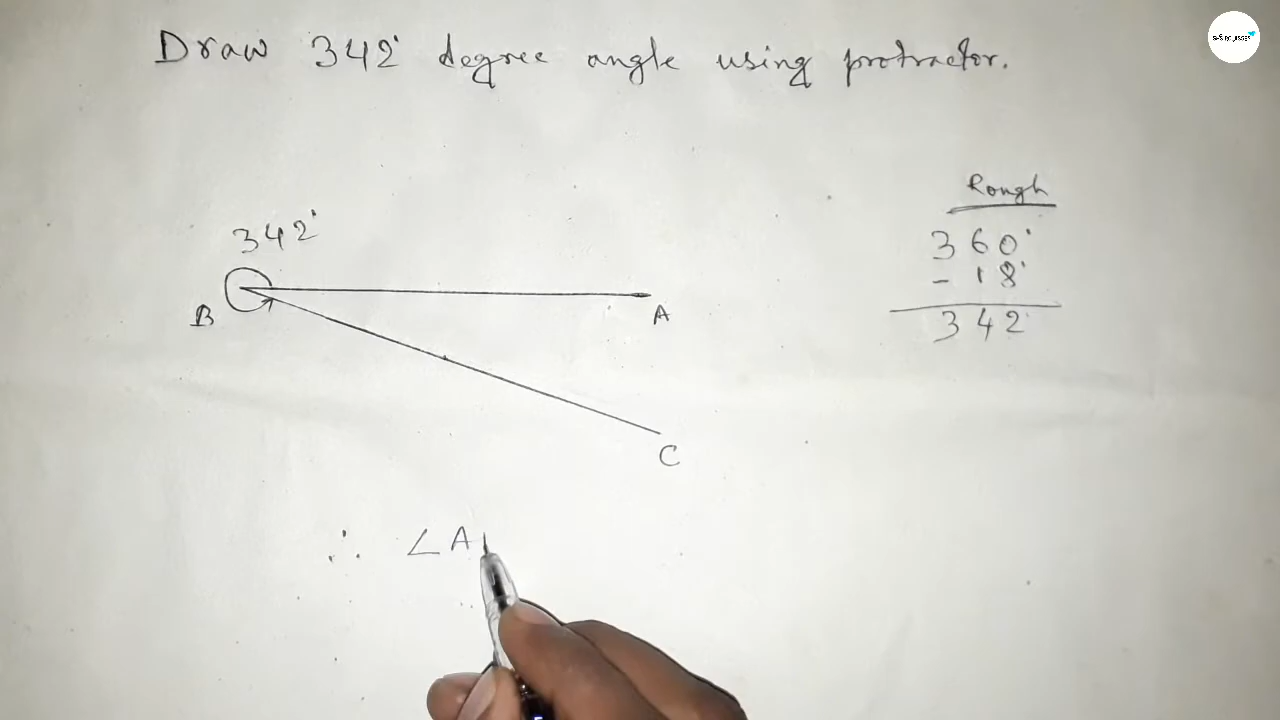 Draw 342° degree angle using protractor.
Rough
360°
- 18°
342°
342°
B
A
C
∴ ∠A